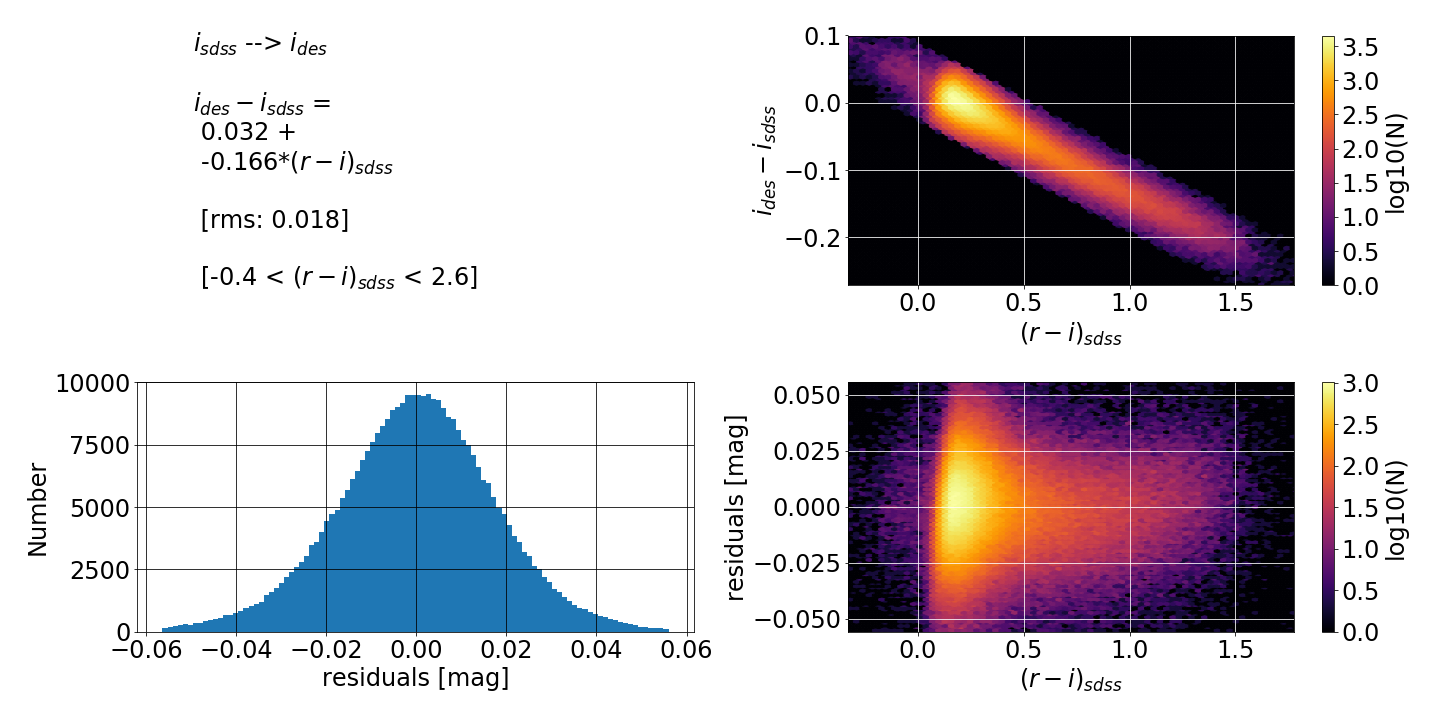 i_sdss --> i_des
i_des − i_sdss =
0.032 +
-0.166*(r − i)_sdss
[rms: 0.018]
[-0.4 < (r − i)_sdss < 2.6]
0.1
0.0
−0.1
−0.2
i_des − i_sdss
0.0 0.5 1.0 1.5
(r − i)_sdss
3.5
3.0
2.5
2.0
1.5
1.0
0.5
0.0
log10(N)
10000
7500
5000
2500
0
Number
−0.06 −0.04 −0.02 0.00 0.02 0.04 0.06
residuals [mag]
0.050
0.025
0.000
−0.025
−0.050
residuals [mag]
0.0 0.5 1.0 1.5
(r − i)_sdss
3.0
2.5
2.0
1.5
1.0
0.5
0.0
log10(N)